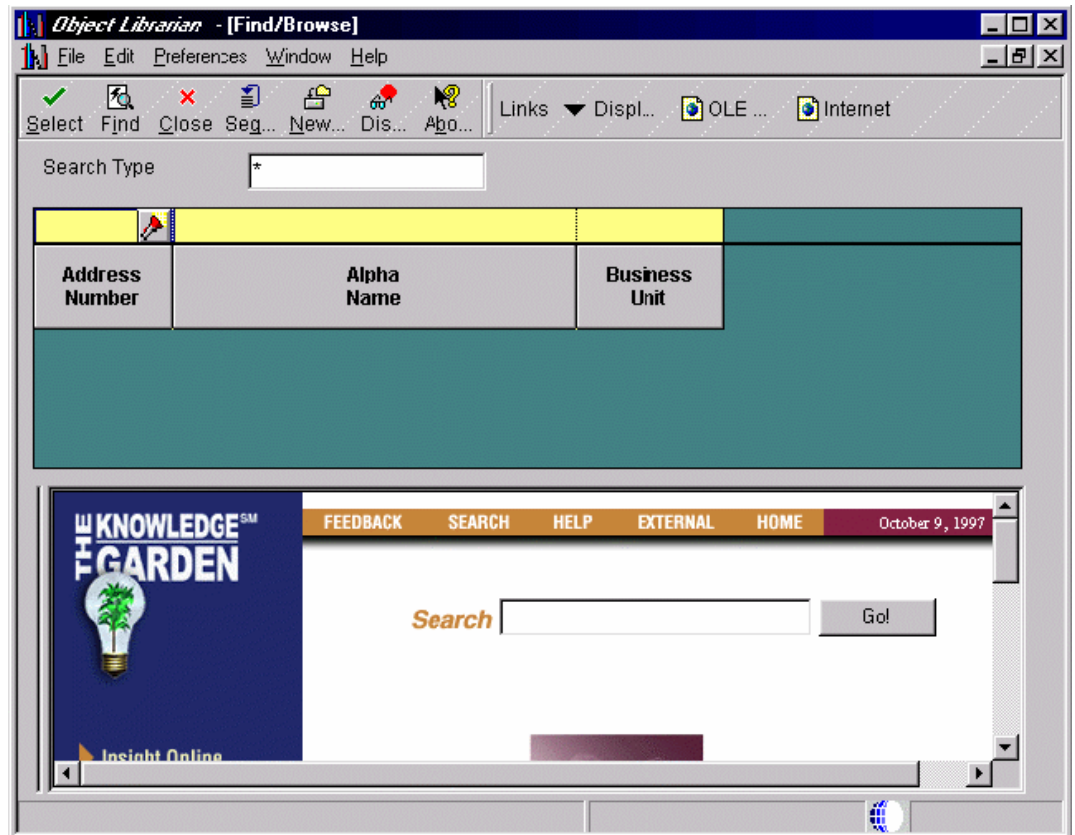 Object Librarian - [Find/Browse]
File Edit Preferences Window Help
Select Find Close Seq... New... Dis... Abo... Links Displ... OLE ... Internet
Search Type *
Address Number Alpha Name Business Unit
THE KNOWLEDGE SM GARDEN
FEEDBACK SEARCH HELP EXTERNAL HOME October 9, 1997
Search Go!
Insight Online